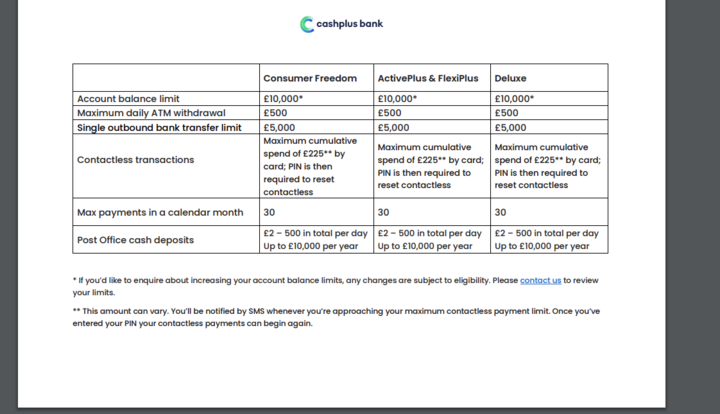 cashplus bank
Consumer Freedom ActivePlus & FlexiPlus Deluxe
Account balance limit £10,000* £10,000* £10,000*
Maximum daily ATM withdrawal £500 £500 £500
Single outbound bank transfer limit £5,000 £5,000 £5,000
Contactless transactions
Maximum cumulative
spend of £225** by
card; PIN is then
required to reset
contactless
Maximum cumulative
spend of £225** by card;
PIN is then required to
reset contactless
Maximum cumulative
spend of £225** by card;
PIN is then required to
reset contactless
Max payments in a calendar month 30 30 30
Post Office cash deposits
£2 – 500 in total per day
Up to £10,000 per year
£2 – 500 in total per day
Up to £10,000 per year
£2 – 500 in total per day
Up to £10,000 per year
* If you’d like to enquire about increasing your account balance limits, any changes are subject to eligibility. Please contact us to review
your limits.
** This amount can vary. You’ll be notified by SMS whenever you’re approaching your maximum contactless payment limit. Once you’ve
entered your PIN your contactless payments can begin again.